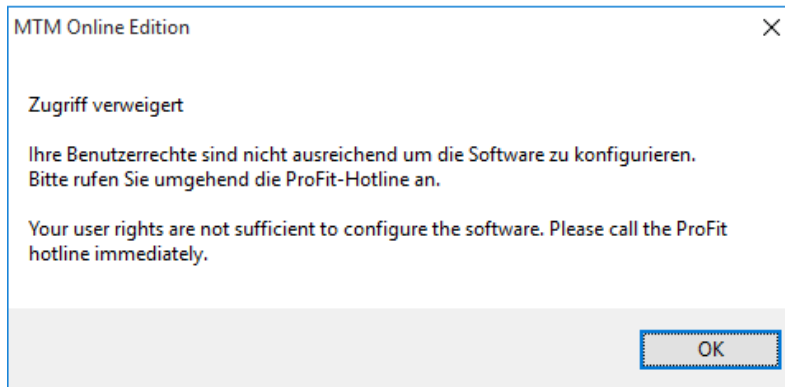 MTM Online Edition
Zugriff verweigert
Ihre Benutzerrechte sind nicht ausreichend um die Software zu konfigurieren.
Bitte rufen Sie umgehend die ProFit-Hotline an.
Your user rights are not sufficient to configure the software. Please call the ProFit
hotline immediately.
OK